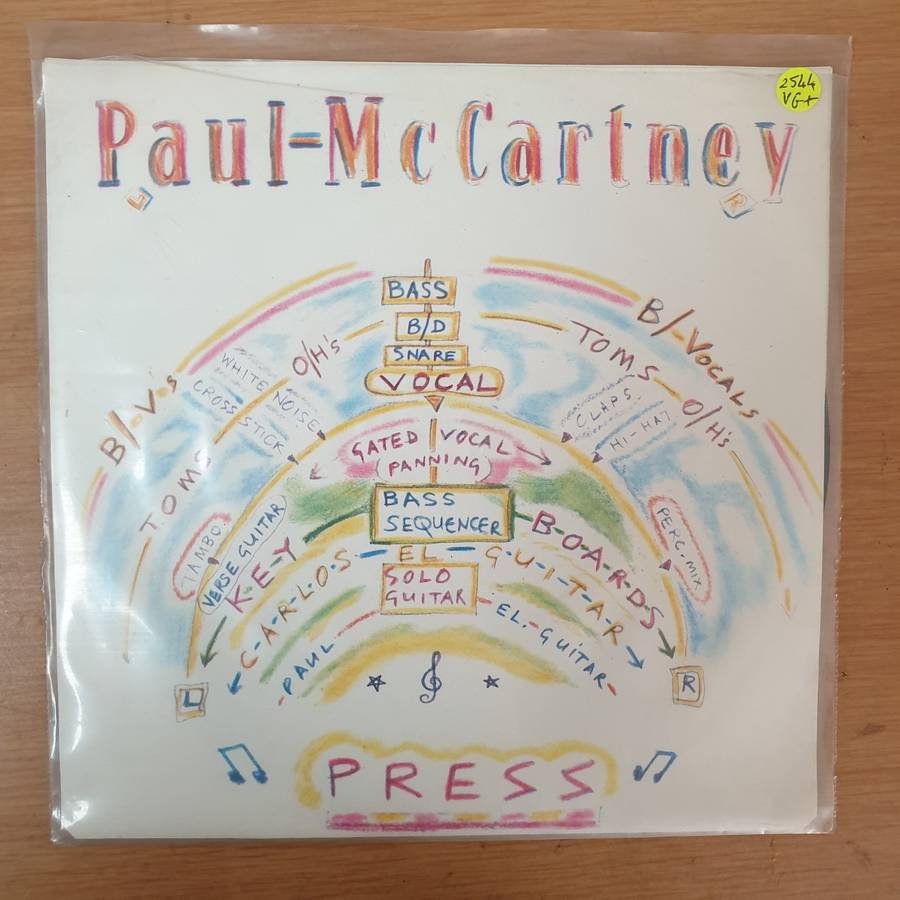 2544
VG+
Paul-McCartney
L
R
BASS
B/D
SNARE
VOCAL
B/-V-s
B/-VOCALS
TOMS O/H's
TOMS O/H's
WHITE NOISE
CROSS STICK
CLAPS
HI-HAT
GATED VOCAL
(PANNING)
TAMBO.
VERSE GUITAR
PERC. MIX
BASS
SEQUENCER
KEY-B-O-A-R-D-S
C-A-R-L-O-S - EL - G-U-I-T-A-R
SOLO
GUITAR
PAUL - EL.-GUITAR
L
R
PRESS